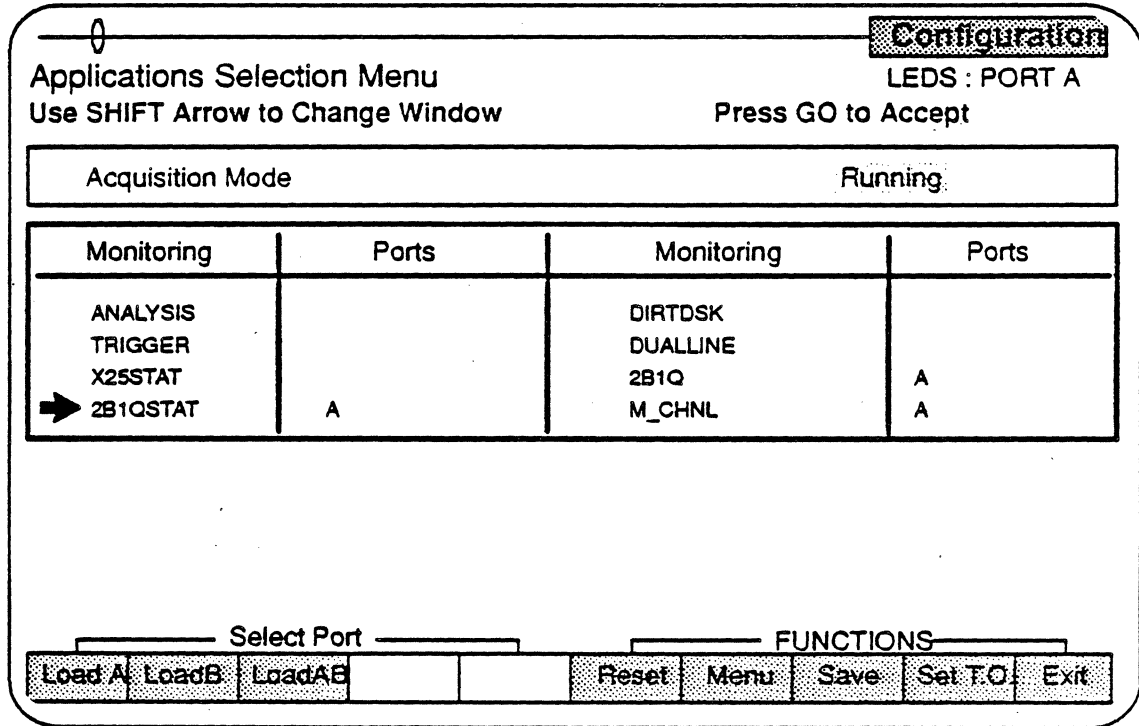 Configuration
Applications Selection Menu LEDS : PORT A
Use SHIFT Arrow to Change Window Press GO to Accept
Acquisition Mode Running
Monitoring Ports Monitoring Ports
ANALYSIS DIRTDSK
TRIGGER DUALLINE
X25STAT 2B1Q A
2B1QSTAT A M_CHNL A
Select Port FUNCTIONS
Load A LoadB LoadAB Reset Menu Save Set T.O. Exit